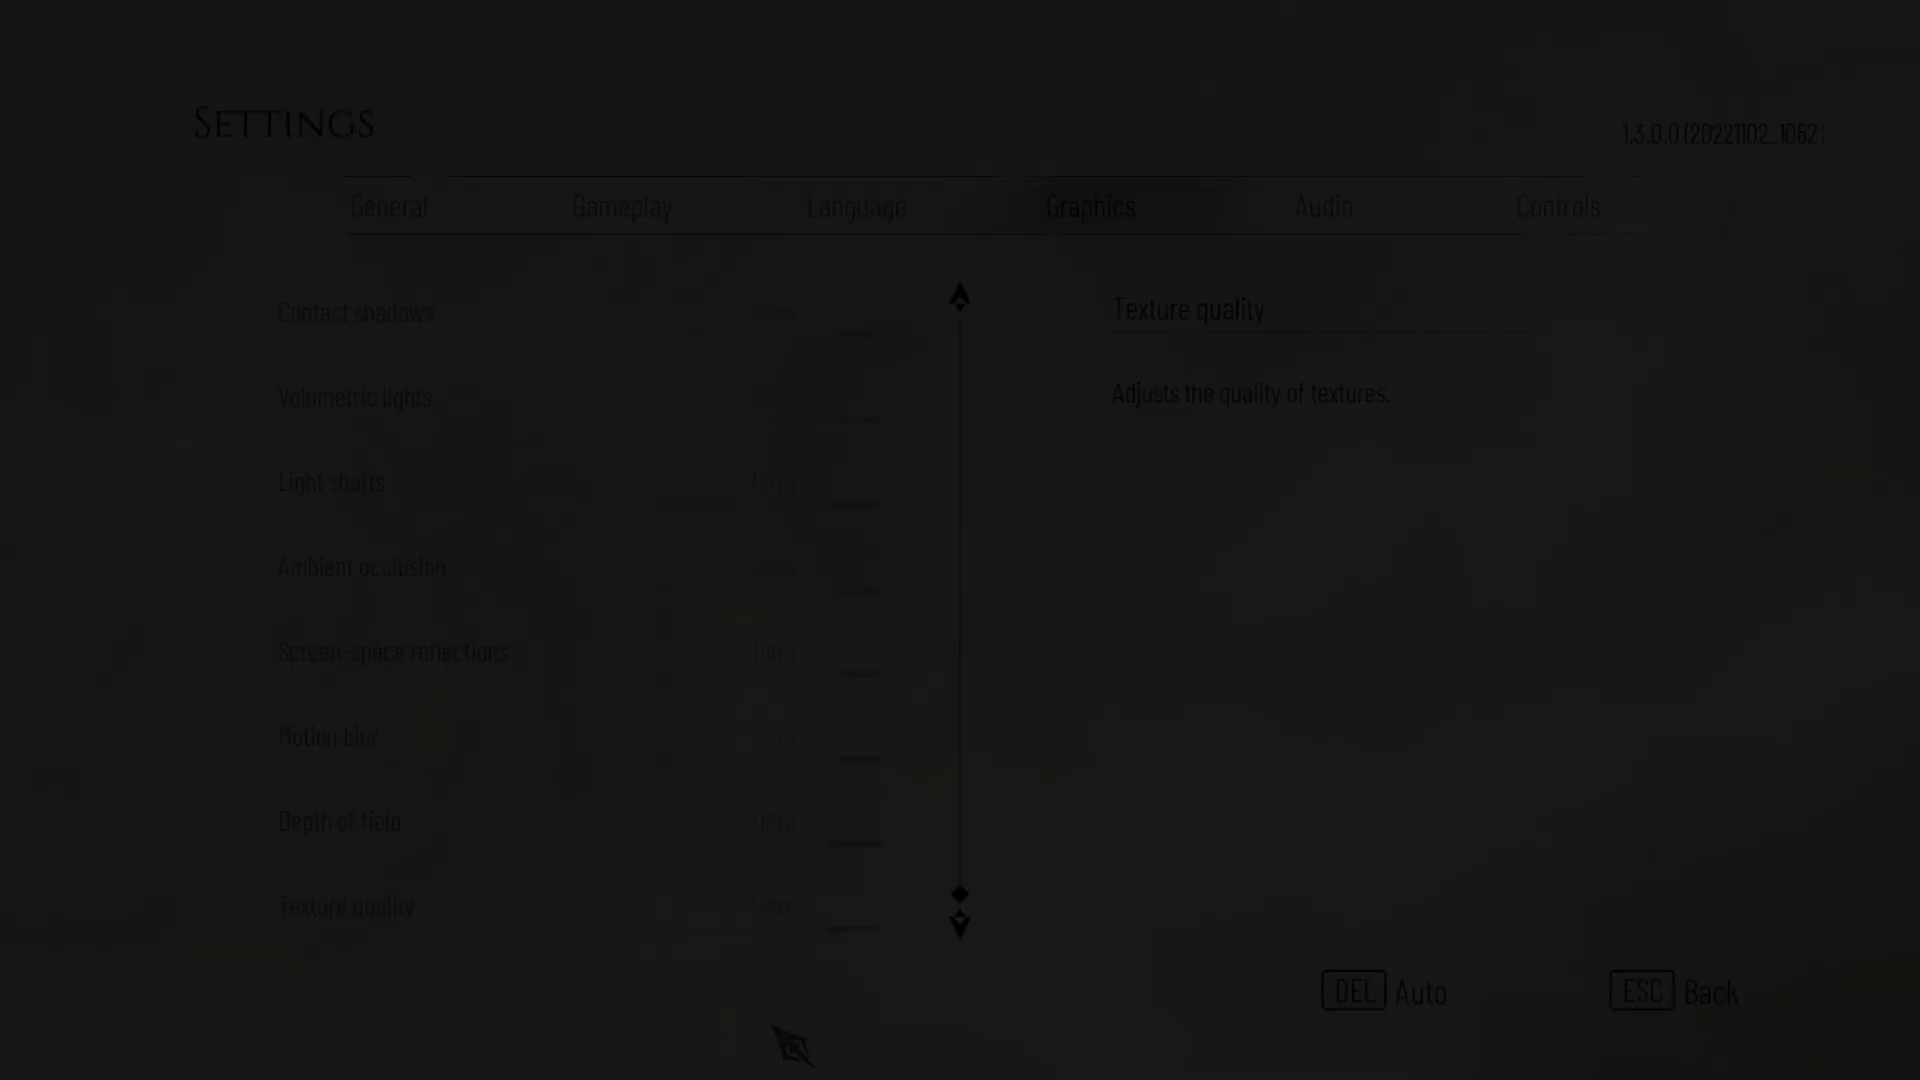 SETTINGS
1.3.0.0 (20221102_1062)
General Gameplay Language Graphics Audio Controls
Contact shadows
Texture quality
Volumetric lights
Adjusts the quality of textures.
Light shafts
Ambient occlusion
Screen-space reflections
Motion blur
Depth of field
Texture quality
DEL Auto
ESC Back